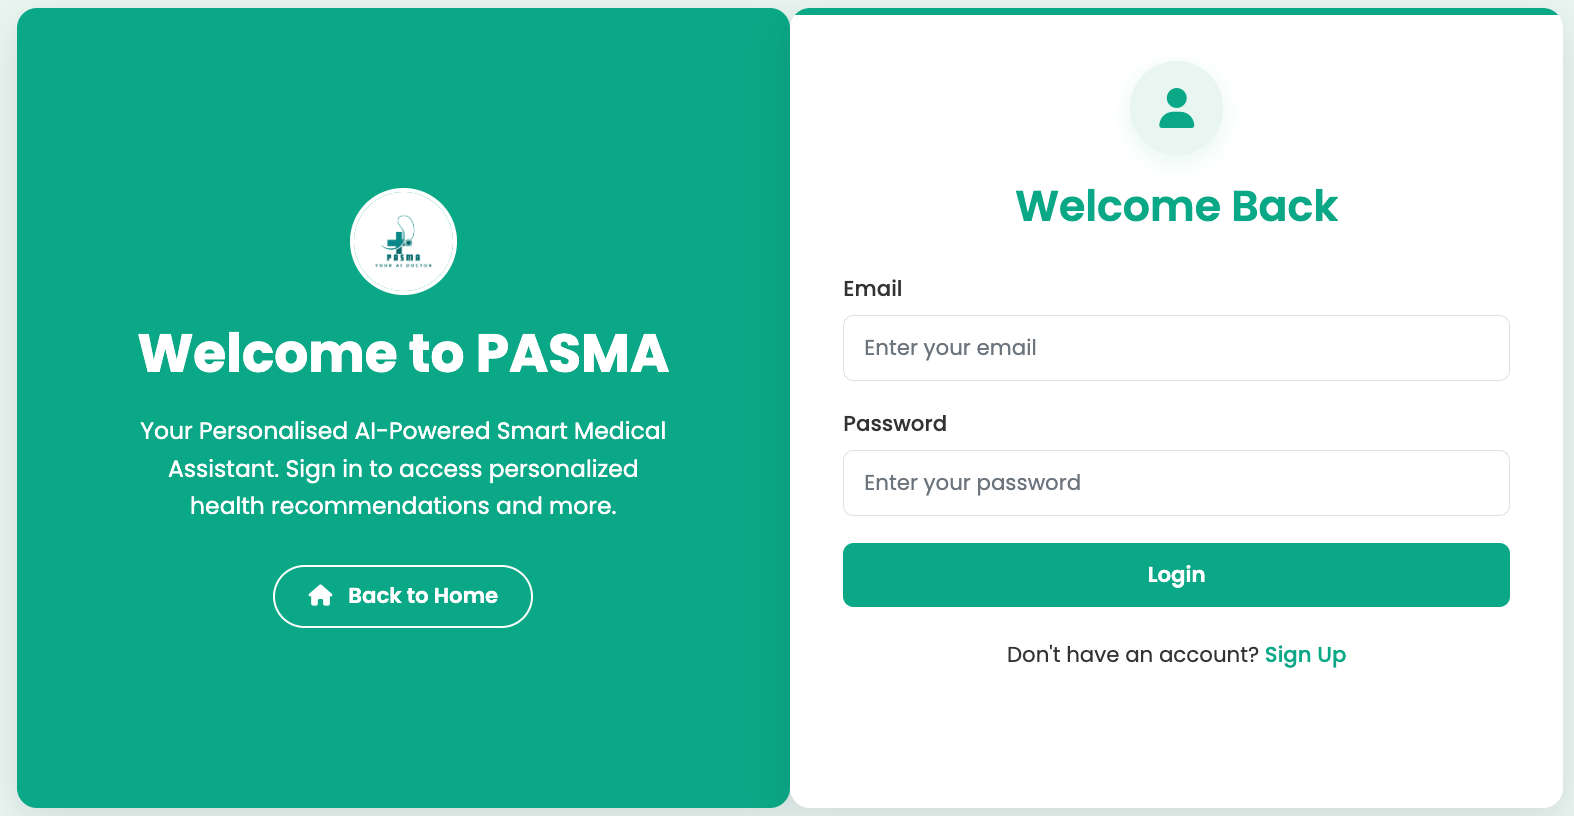 PASMA
YOUR AI DOCTOR
Welcome to PASMA
Your Personalised AI-Powered Smart Medical
Assistant. Sign in to access personalized
health recommendations and more.
Back to Home
Welcome Back
Email
Enter your email
Password
Enter your password
Login
Don't have an account? Sign Up